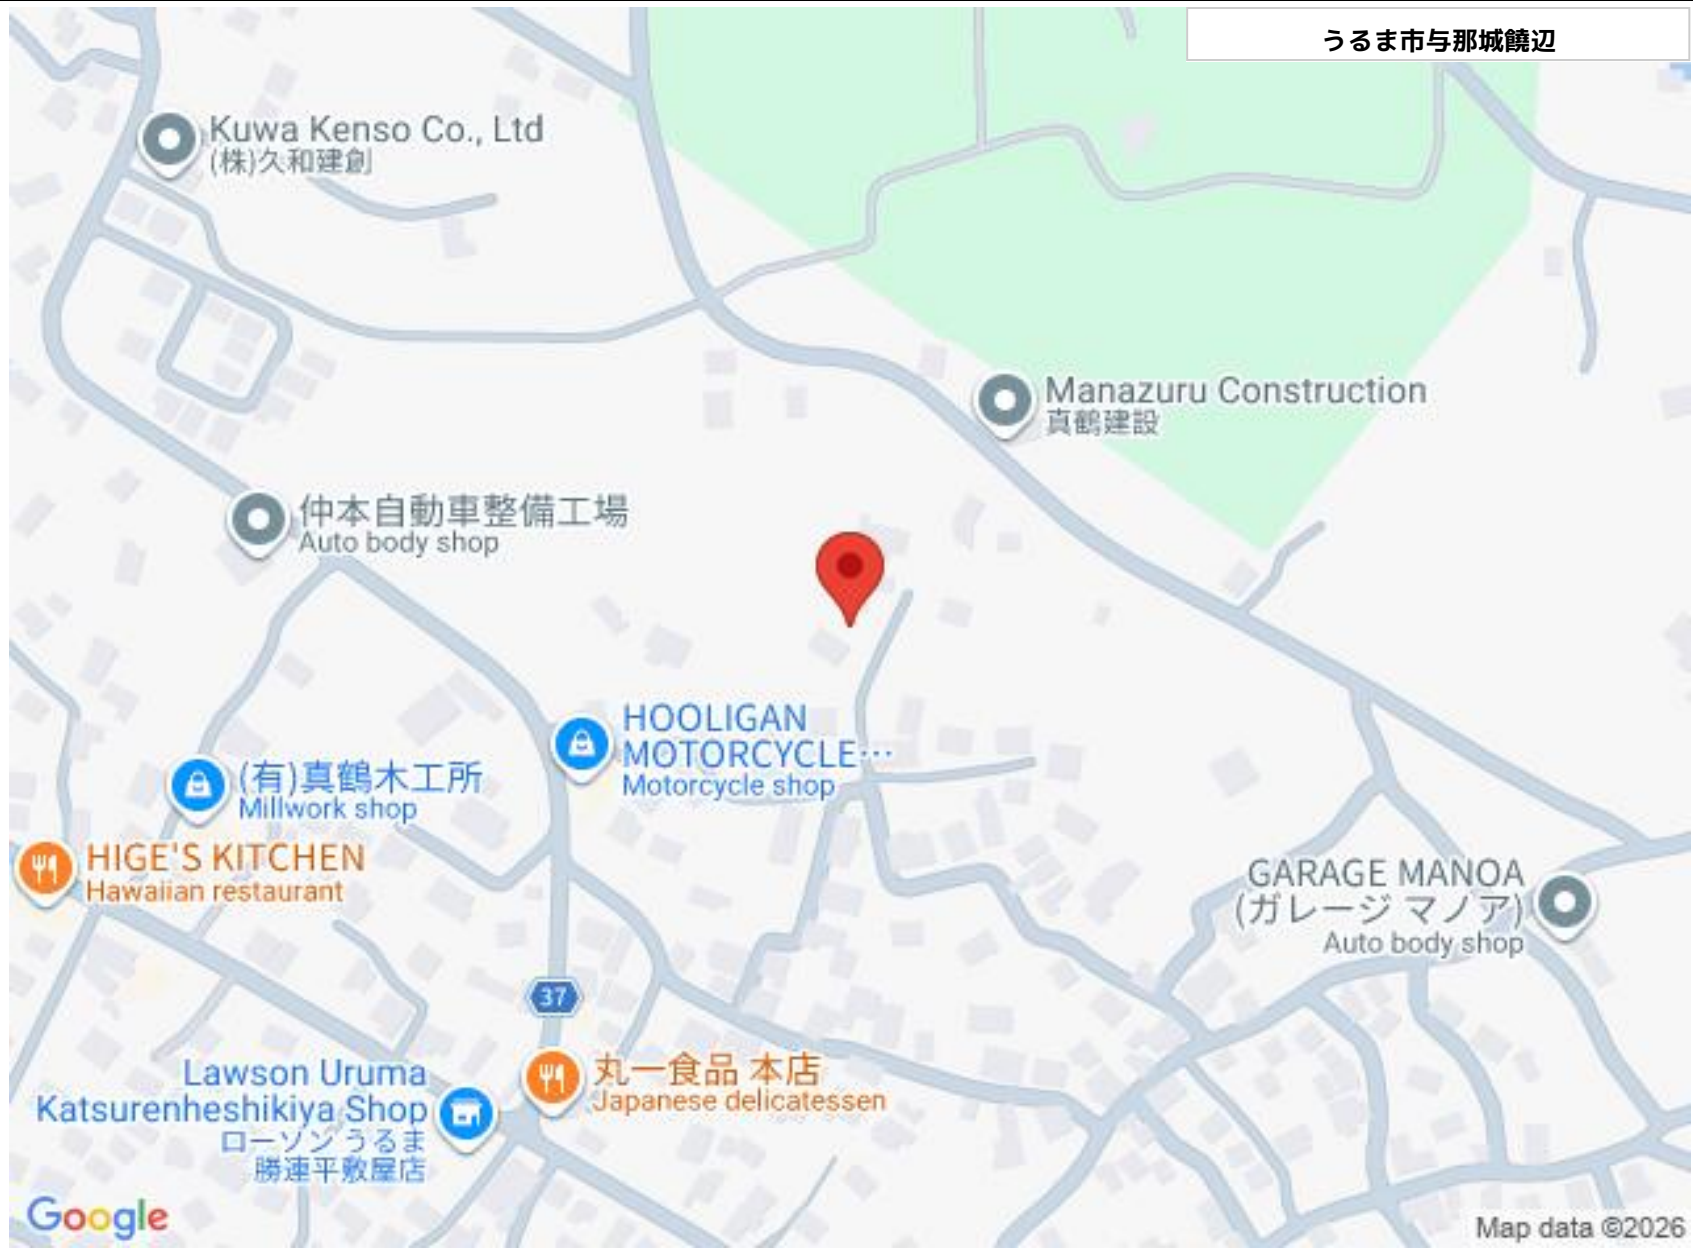 うるま市与那城饒辺
Kuwa Kenso Co., Ltd
(株)久和建創
Manazuru Construction
真鶴建設
仲本自動車整備工場
Auto body shop
HOOLIGAN
MOTORCYCLE…
Motorcycle shop
(有)真鶴木工所
Millwork shop
HIGE'S KITCHEN
Hawaiian restaurant
GARAGE MANOA
(ガレージ マノア)
Auto body shop
37
丸一食品 本店
Japanese delicatessen
Lawson Uruma
Katsurenheshikiya Shop
ローソン うるま
勝連平敷屋店
Google
Map data ©2026